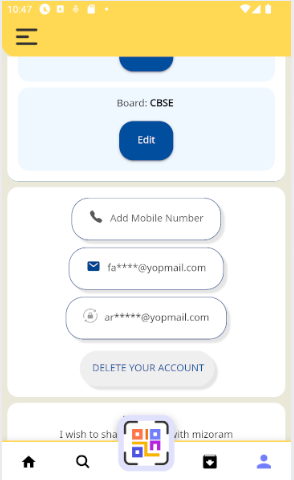 10:47
Board: CBSE
Edit
Add Mobile Number
fa****@yopmail.com
ar*****@yopmail.com
DELETE YOUR ACCOUNT
I wish to sha with mizoram